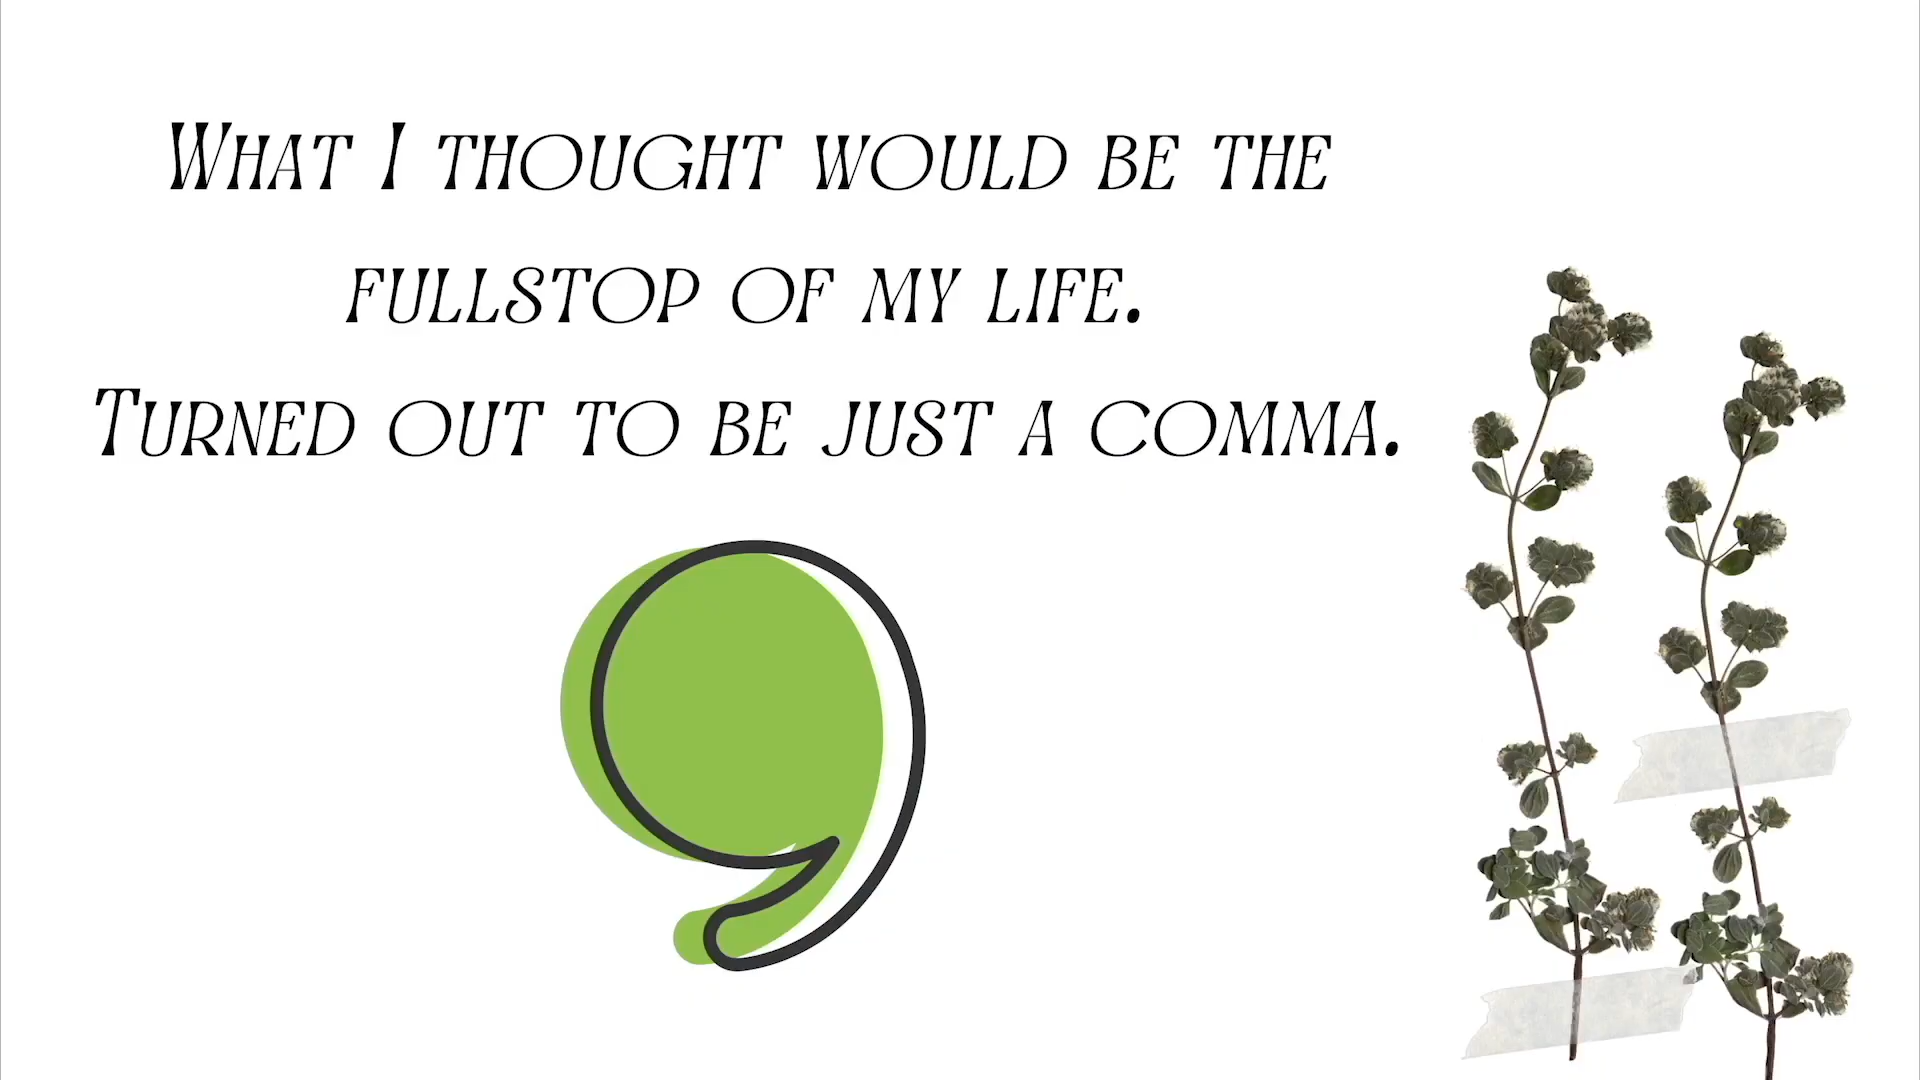 What I thought would be the
fullstop of my life.
Turned out to be just a comma.